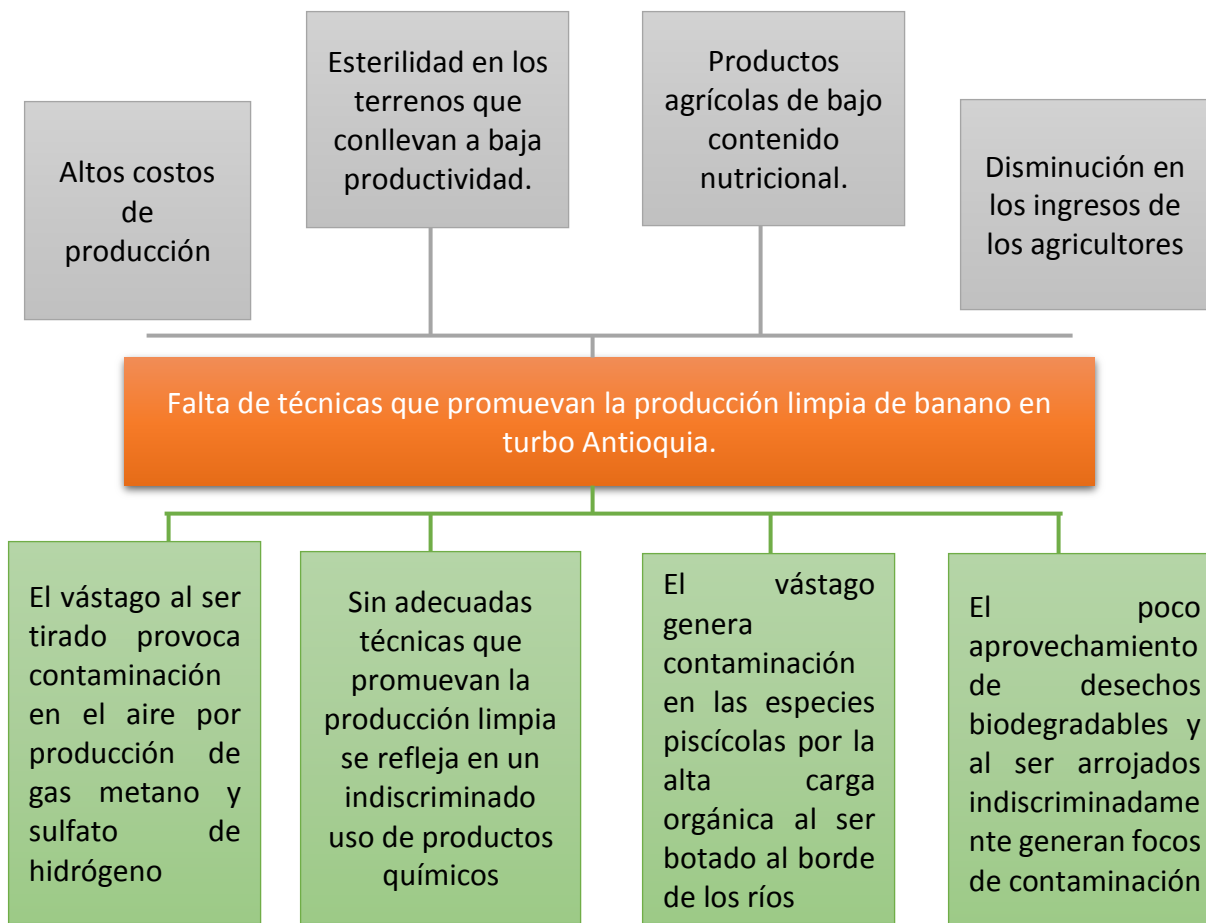 Altos costos
de
producción
Esterilidad en los
terrenos que
conllevan a baja
productividad.
Productos
agrícolas de bajo
contenido
nutricional.
Disminución en
los ingresos de
los agricultores
Falta de técnicas que promuevan la producción limpia de banano en
turbo Antioquia.
El vástago al ser
tirado provoca
contaminación
en el aire por
producción de
gas metano y
sulfato de
hidrógeno
Sin adecuadas
técnicas que
promuevan la
producción limpia
se refleja en un
indiscriminado
uso de productos
químicos
El vástago
genera
contaminación
en las especies
piscícolas por la
alta carga
orgánica al ser
botado al borde
de los ríos
El poco
aprovechamiento
de desechos
biodegradables y
al ser arrojados
indiscriminadame
nte generan focos
de contaminación